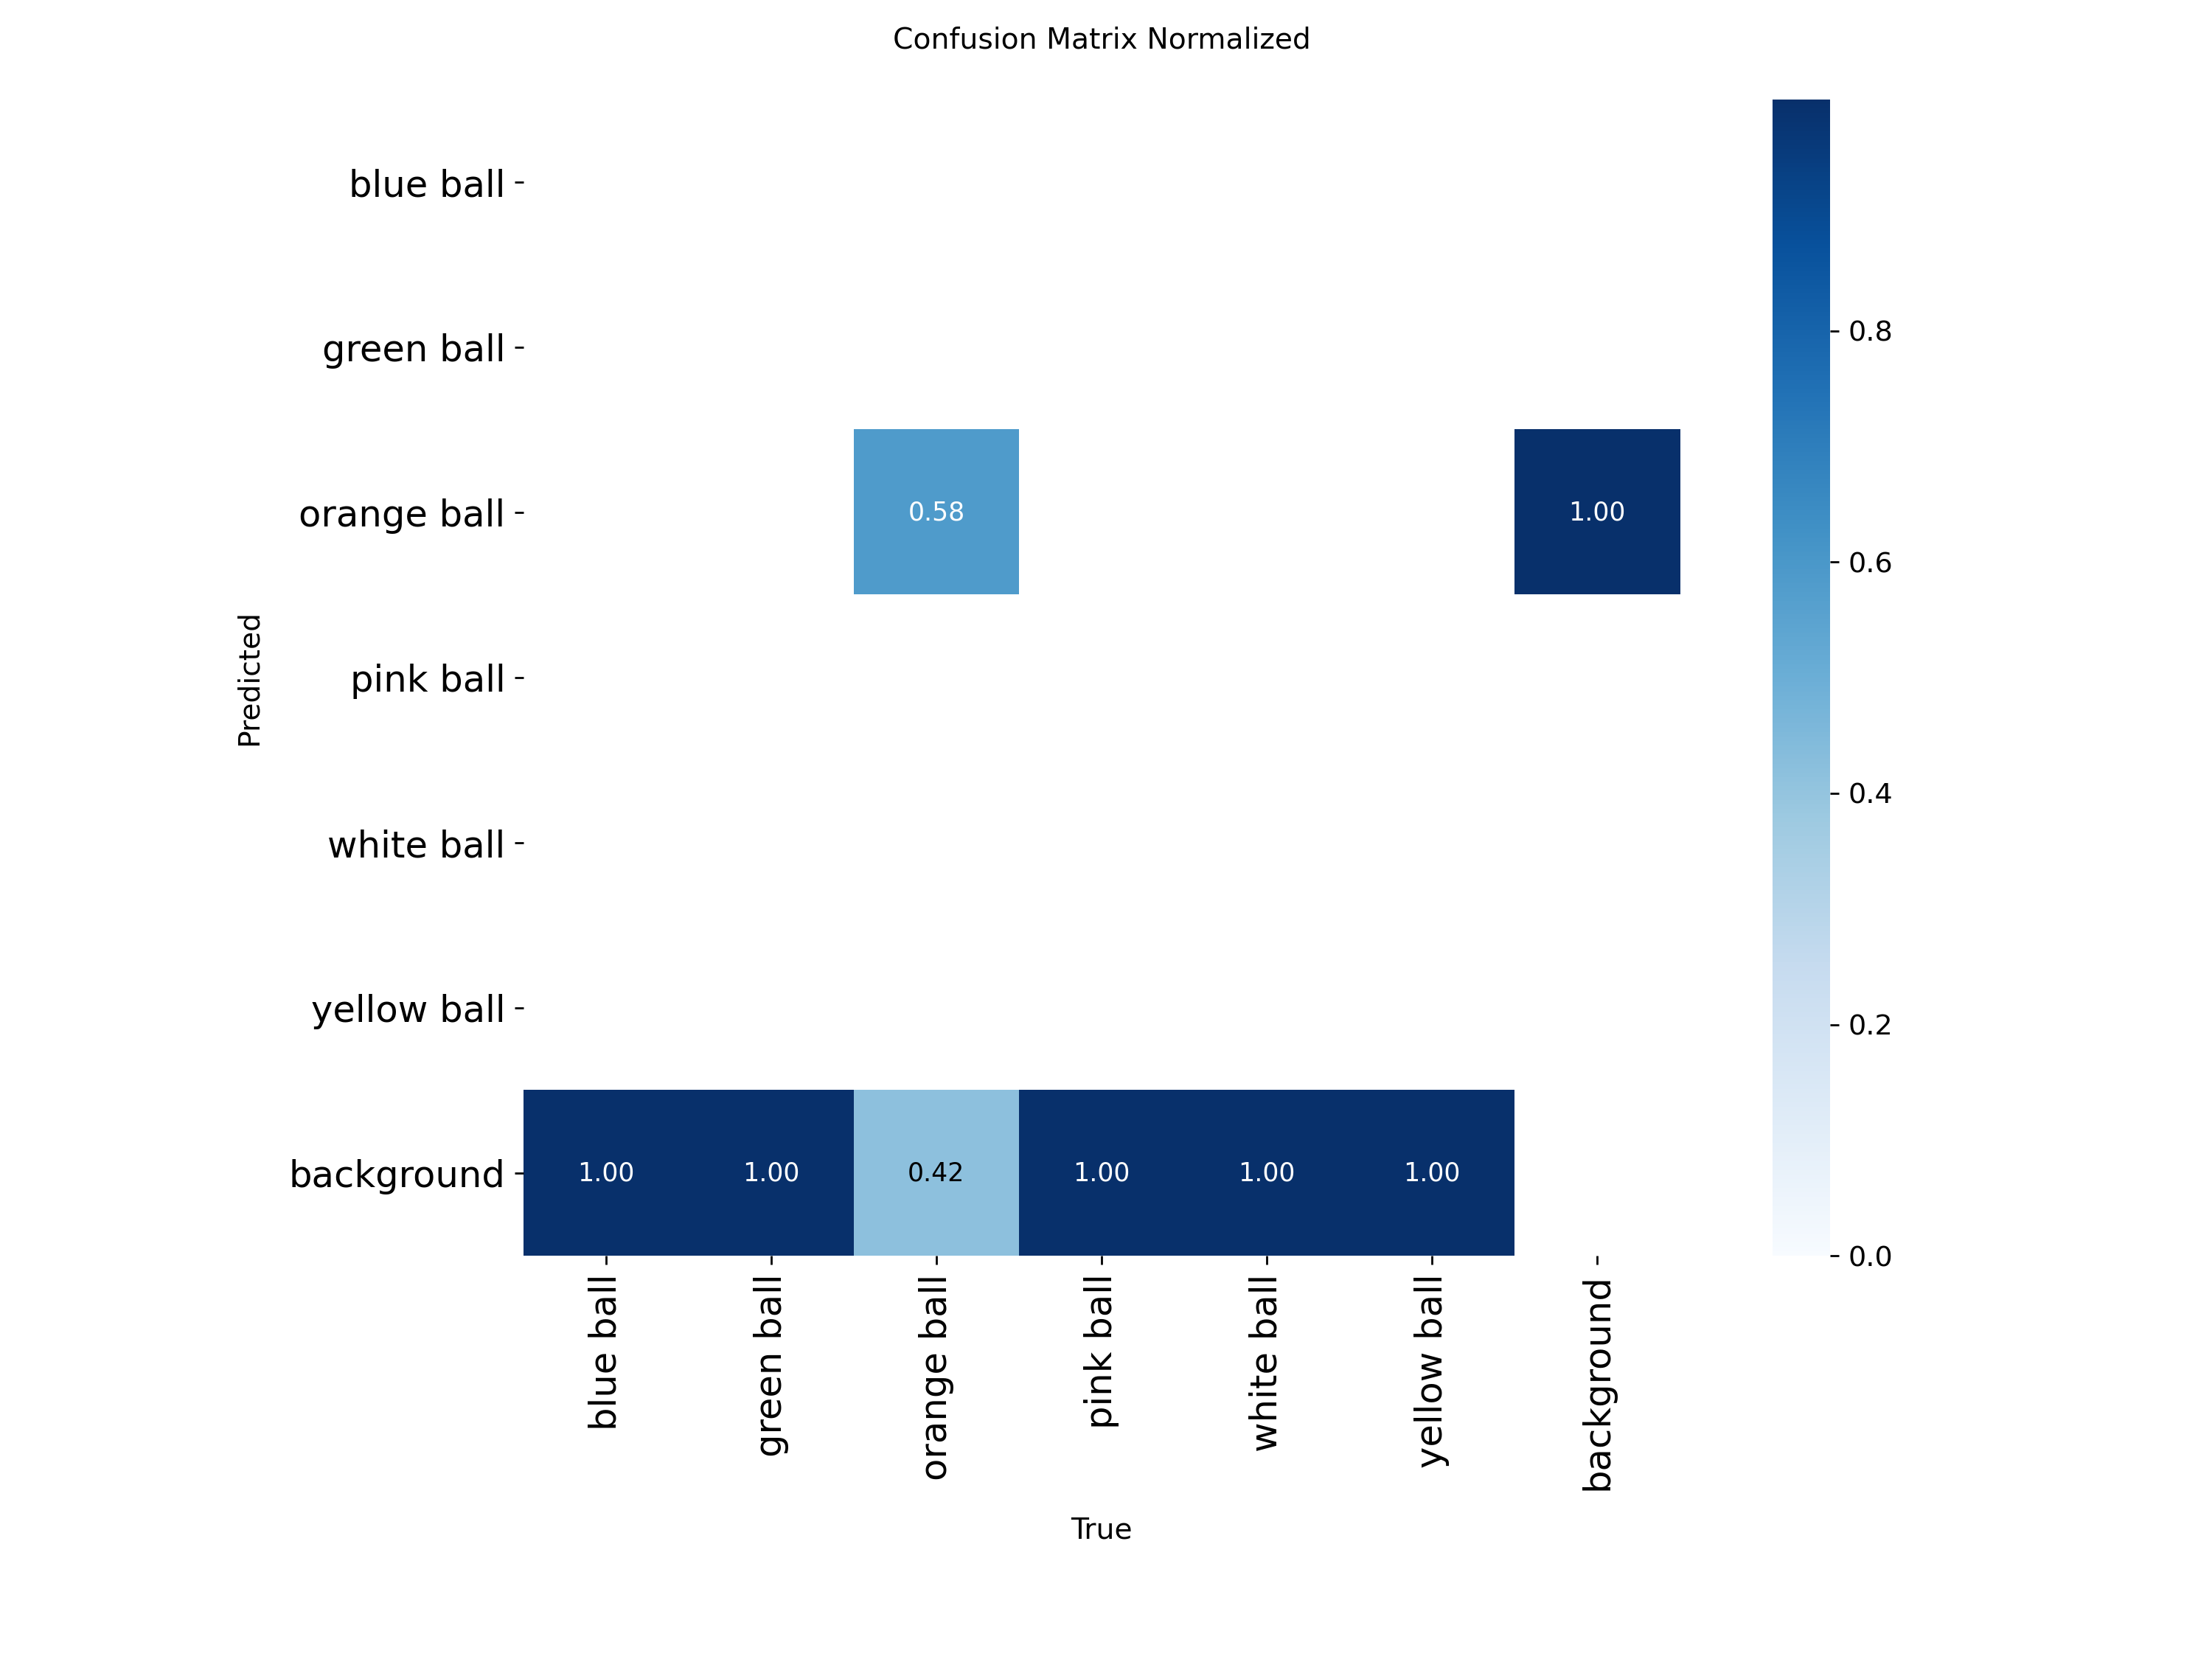 Confusion Matrix Normalized
blue ball
green ball
orange ball
pink ball
white ball
yellow ball
background
Predicted
0.58
1.00
1.00
1.00
0.42
1.00
1.00
1.00
blue ball
green ball
orange ball
pink ball
white ball
yellow ball
background
True
0.8
0.6
0.4
0.2
0.0